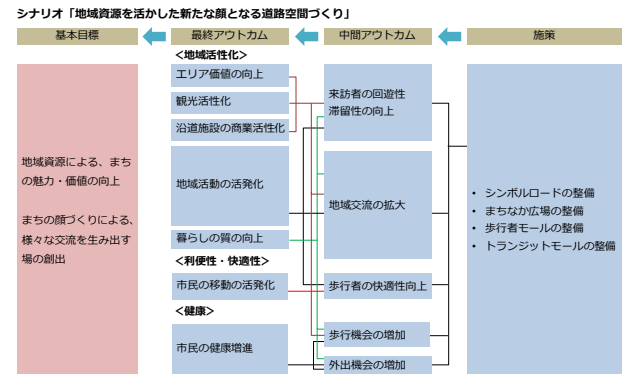 シナリオ「地域資源を活かした新たな顔となる道路空間づくり」
基本目標
最終アウトカム
中間アウトカム
施策
地域資源による、まち
の魅力・価値の向上
まちの顔づくりによる、
様々な交流を生み出す
場の創出
<地域活性化>
エリア価値の向上
観光活性化
沿道施設の商業活性化
地域活動の活発化
暮らしの質の向上
<利便性・快適性>
市民の移動の活発化
<健康>
市民の健康増進
来訪者の回遊性
滞留性の向上
地域交流の拡大
歩行者の快適性向上
歩行機会の増加
外出機会の増加
• シンボルロードの整備
• まちなか広場の整備
• 歩行者モールの整備
• トランジットモールの整備